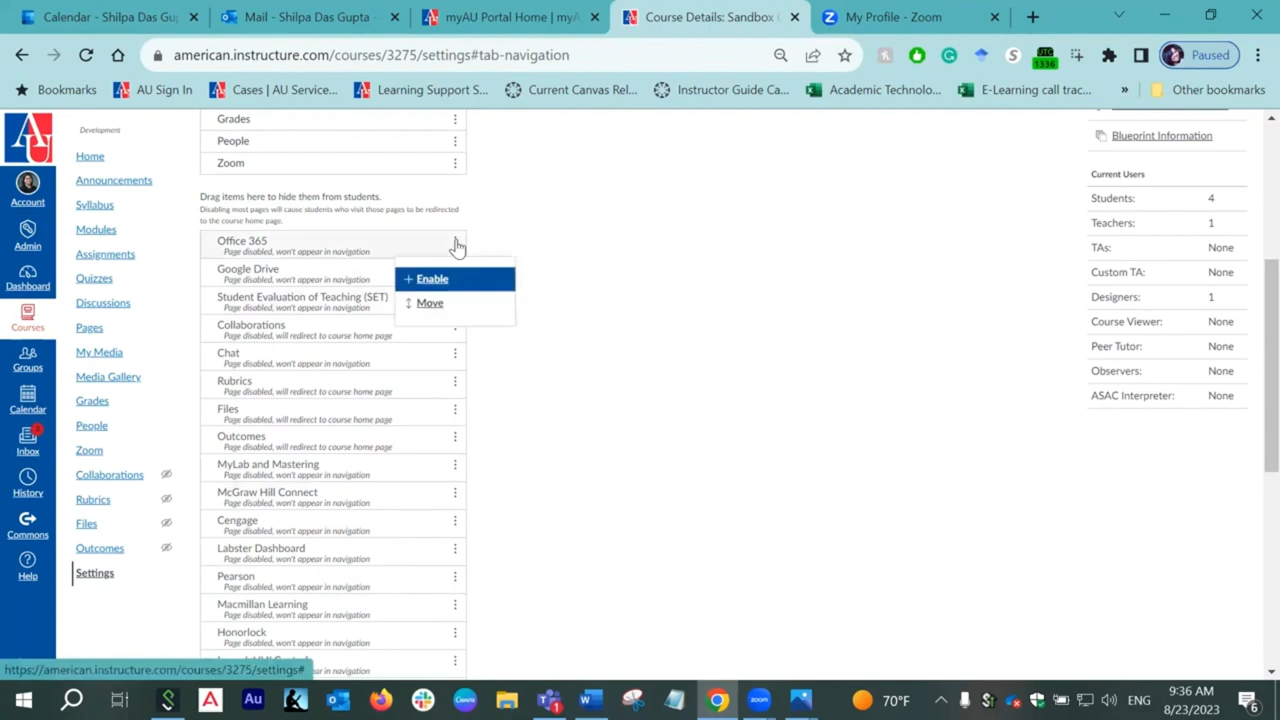 Calendar - Shilpa Das Gup
Mail - Shilpa Das Gupta -
myAU Portal Home | myA
Course Details: Sandbox
My Profile - Zoom
american.instructure.com/courses/3275/settings#tab-navigation
Paused
Bookmarks
AU Sign In
Cases | AU Service...
Learning Support S...
Current Canvas Rel...
Instructor Guide Ca...
Academic Technolo...
E-Learning call trac...
»
Other bookmarks
AU
Account
Admin
Dashboard
Courses
Groups
Calendar
Inbox
History
Commons
Help
Development
Home
Announcements
Syllabus
Modules
Assignments
Quizzes
Discussions
Pages
My Media
Media Gallery
Grades
People
Zoom
Collaborations
Rubrics
Files
Outcomes
Settings
Grades
People
Zoom
Drag items here to hide them from students.
Disabling most pages will cause students who visit those pages to be redirected
to the course home page.
Office 365
Page disabled, won't appear in navigation
Google Drive
Page disabled, won't appear in navigation
Student Evaluation of Teaching (SET)
Page disabled, won't appear in navigation
Collaborations
Page disabled, will redirect to course home page
Chat
Page disabled, won't appear in navigation
Rubrics
Page disabled, will redirect to course home page
Files
Page disabled, will redirect to course home page
Outcomes
Page disabled, will redirect to course home page
MyLab and Mastering
Page disabled, won't appear in navigation
McGraw Hill Connect
Page disabled, won't appear in navigation
Cengage
Page disabled, won't appear in navigation
Labster Dashboard
Page disabled, won't appear in navigation
Pearson
Page disabled, won't appear in navigation
Macmillan Learning
Page disabled, won't appear in navigation
Honorlock
Page disabled, won't appear in navigation
Page disabled, won't appear in navigation
+ Enable
Move
Blueprint Information
Current Users
Students: 4
Teachers: 1
TAs: None
Custom TA: None
Designers: 1
Course Viewer: None
Peer Tutor: None
Observers: None
ASAC Interpreter: None
https://american.instructure.com/courses/3275/settings#
70°F
ENG
9:36 AM
8/23/2023